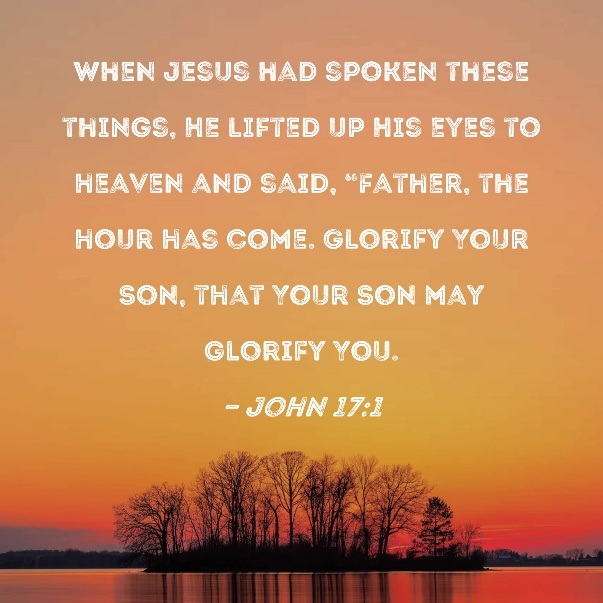 WHEN JESUS HAD SPOKEN THESE
THINGS, HE LIFTED UP HIS EYES TO
HEAVEN AND SAID, “FATHER, THE
HOUR HAS COME. GLORIFY YOUR
SON, THAT YOUR SON MAY
GLORIFY YOU.
– JOHN 17:1